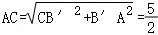 AC=√(CB′ ²+B′ A²)=5/2